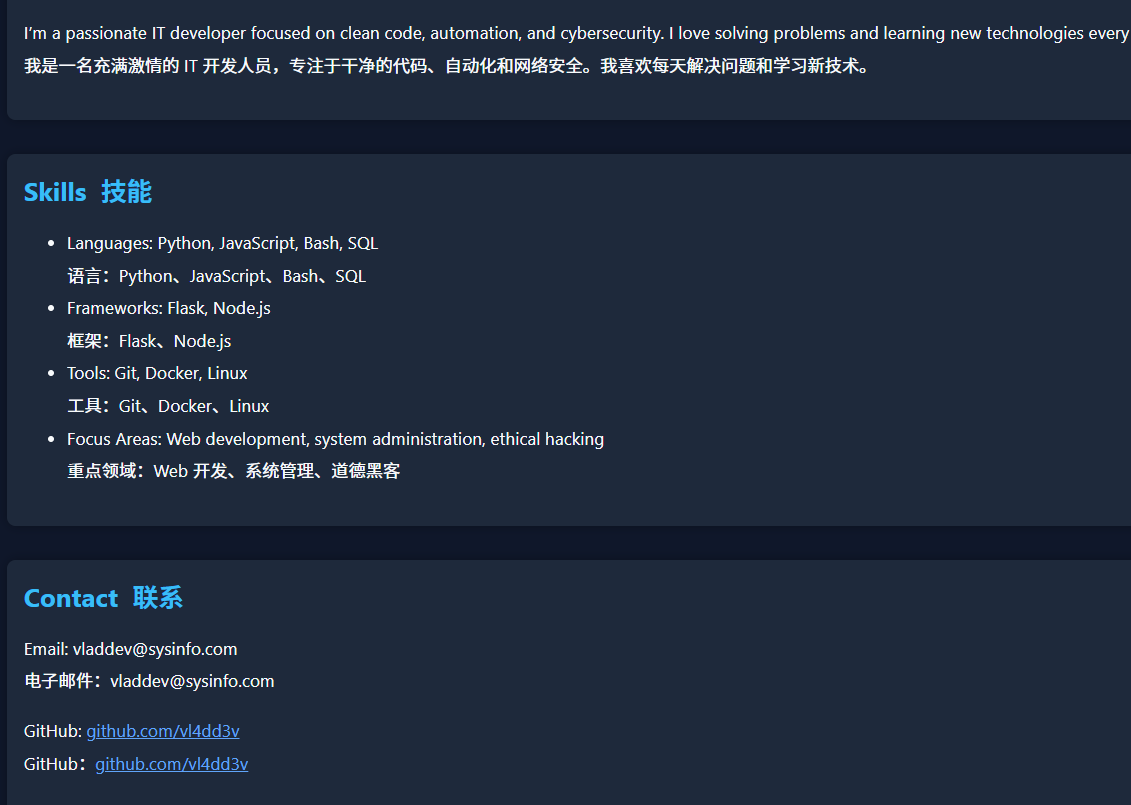 I’m a passionate IT developer focused on clean code, automation, and cybersecurity. I love solving problems and learning new technologies every
我是一名充满激情的 IT 开发人员，专注于干净的代码、自动化和网络安全。我喜欢每天解决问题和学习新技术。
Skills 技能
• Languages: Python, JavaScript, Bash, SQL
语言：Python、JavaScript、Bash、SQL
• Frameworks: Flask, Node.js
框架：Flask、Node.js
• Tools: Git, Docker, Linux
工具：Git、Docker、Linux
• Focus Areas: Web development, system administration, ethical hacking
重点领域：Web 开发、系统管理、道德黑客
Contact 联系
Email: vladdev@sysinfo.com
电子邮件：vladdev@sysinfo.com
GitHub: github.com/vl4dd3v
GitHub：github.com/vl4dd3v